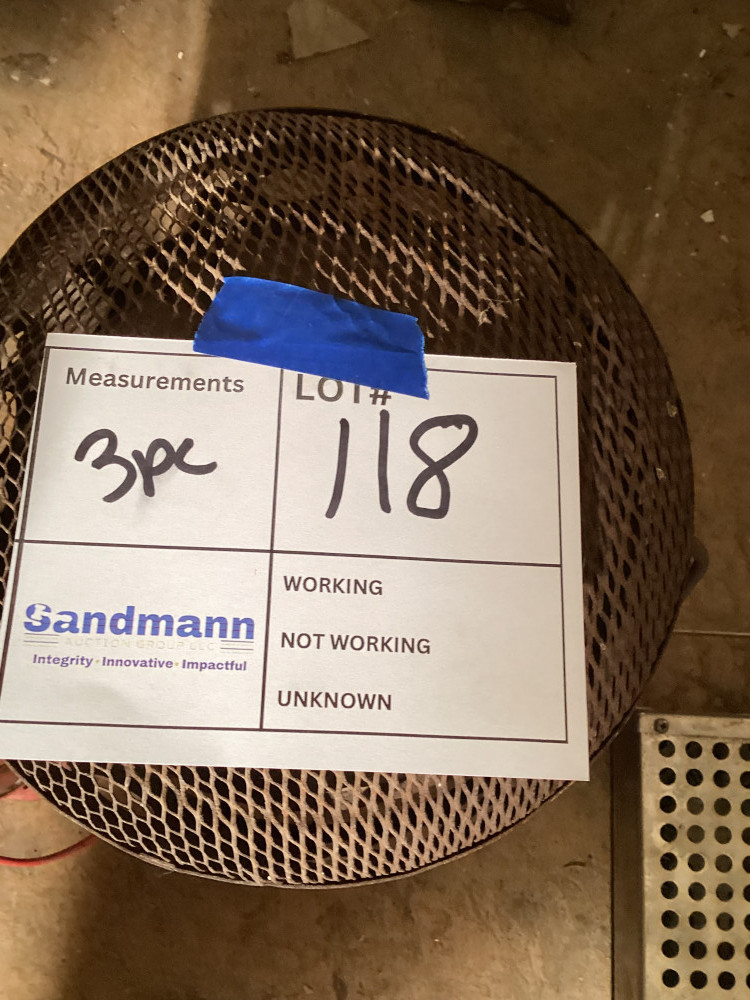 Measurements
LOT#
3pc
118
Sandmann
AUCTION GROUP LLC
Integrity · Innovative · Impactful
WORKING
NOT WORKING
UNKNOWN